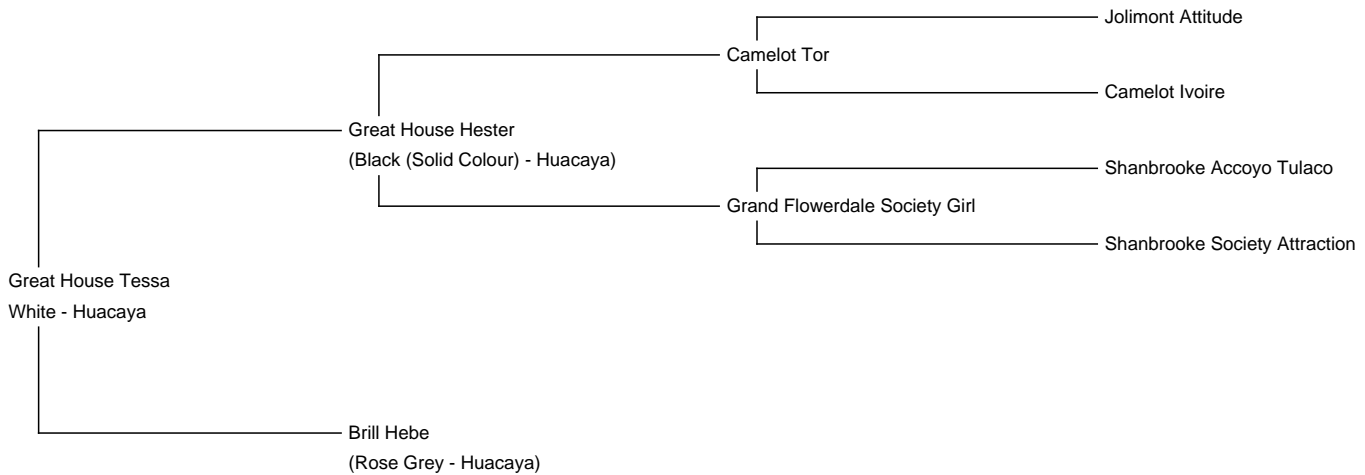 Jolimont Attitude
Camelot Tor
Camelot Ivoire
Great House Hester
(Black (Solid Colour) - Huacaya)
Shanbrooke Accoyo Tulaco
Grand Flowerdale Society Girl
Shanbrooke Society Attraction
Great House Tessa
White - Huacaya
Brill Hebe
(Rose Grey - Huacaya)